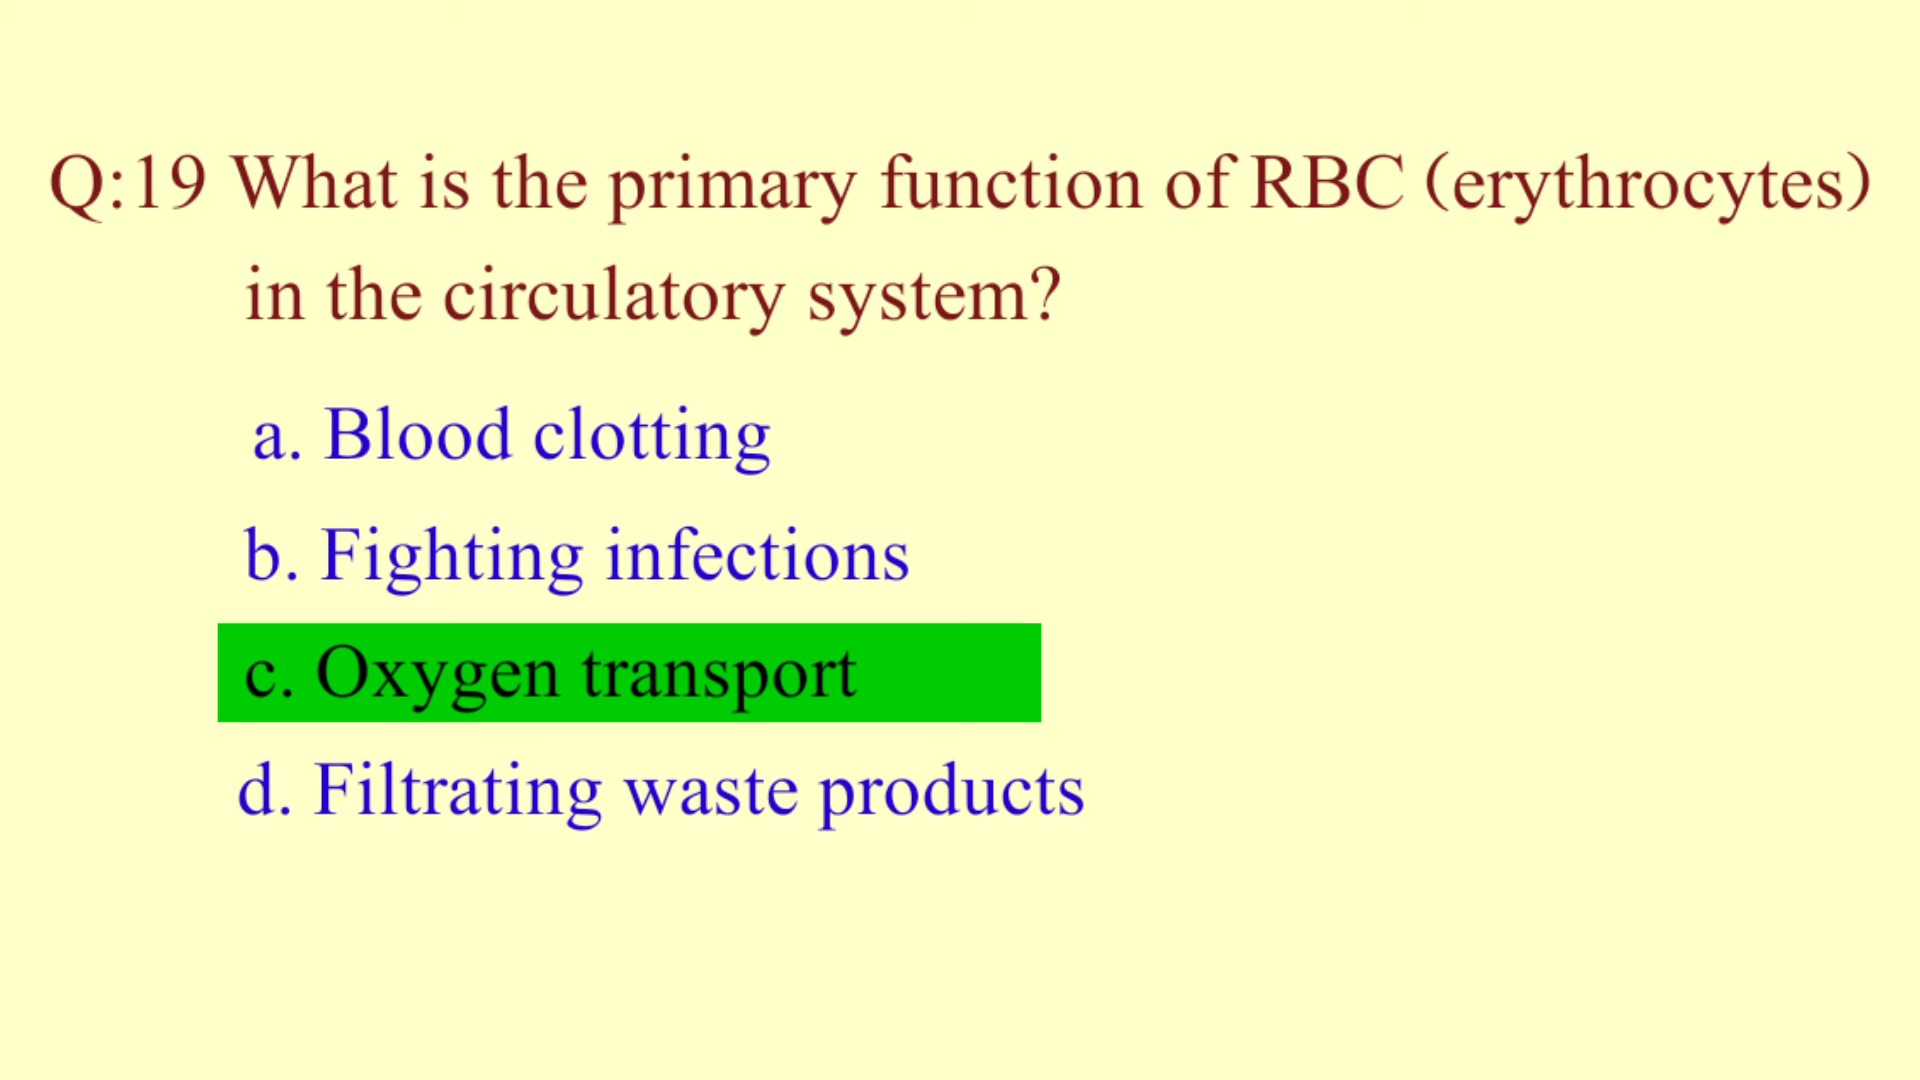 Q:19 What is the primary function of RBC (erythrocytes)
in the circulatory system?
a. Blood clotting
b. Fighting infections
c. Oxygen transport
d. Filtrating waste products